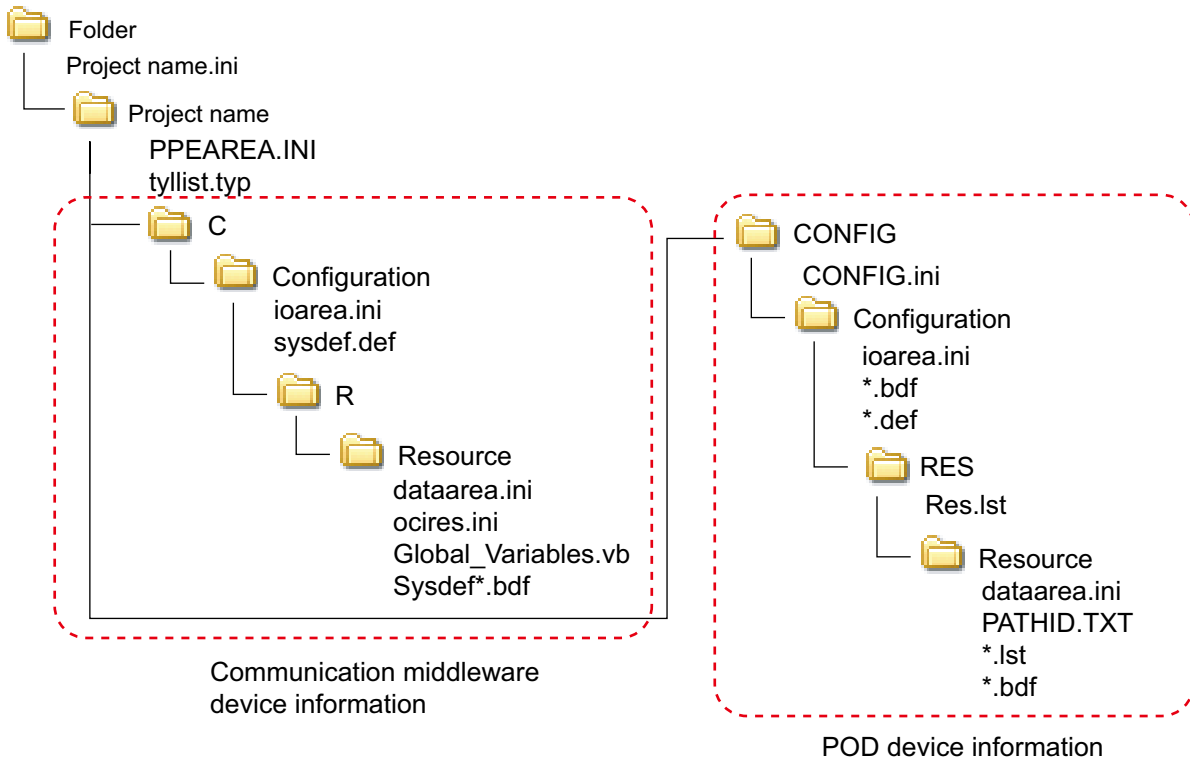 Folder
Project name.ini
Project name
PPEAREA.INI
tyllist.typ
C
Configuration
ioarea.ini
sysdef.def
R
Resource
dataarea.ini
ocires.ini
Global_Variables.vb
Sysdef*.bdf
Communication middleware
device information
CONFIG
CONFIG.ini
Configuration
ioarea.ini
*.bdf
*.def
RES
Res.lst
Resource
dataarea.ini
PATHID.TXT
*.lst
*.bdf
POD device information